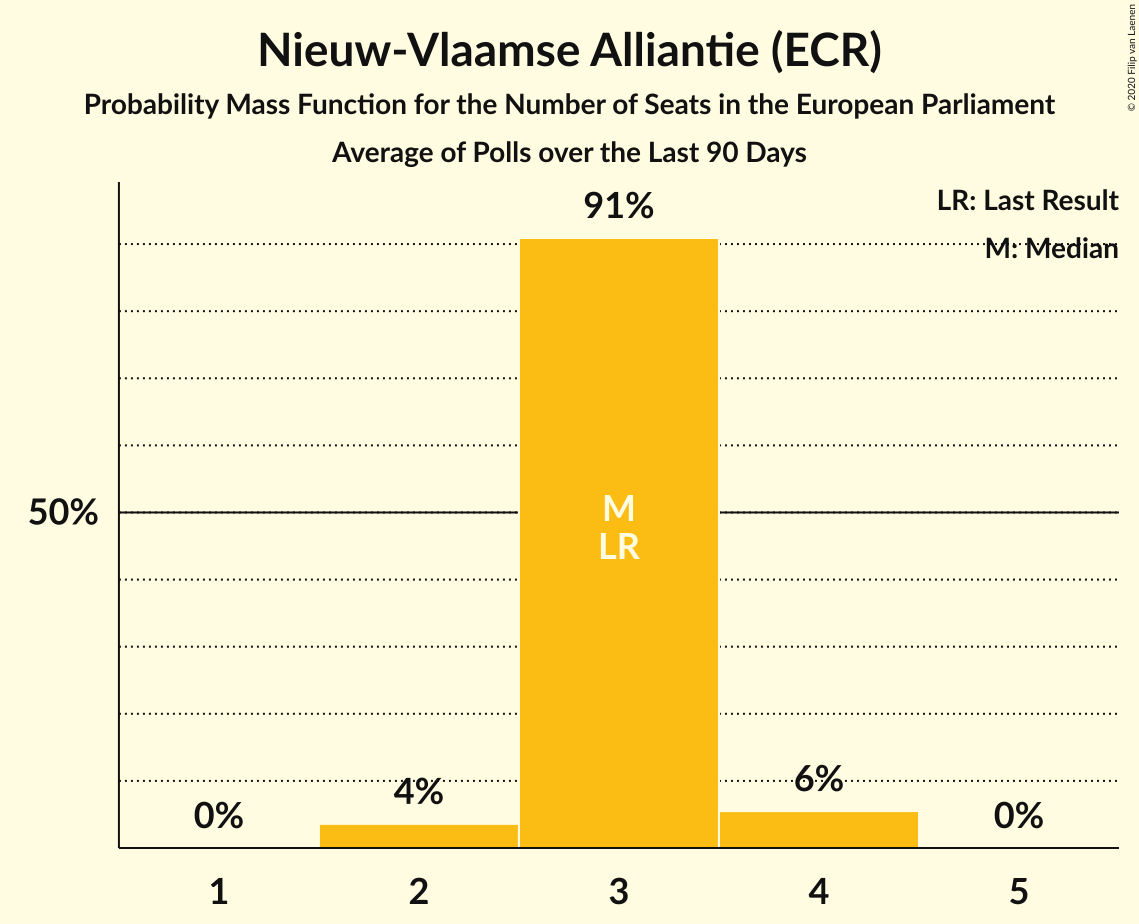 Nieuw-Vlaamse Alliantie (ECR)
Probability Mass Function for the Number of Seats in the European Parliament
Average of Polls over the Last 90 Days
© 2020 Filip van Laenen
LR: Last Result
M: Median
91%
50%
M
LR
0%
4%
6%
0%
1 2 3 4 5